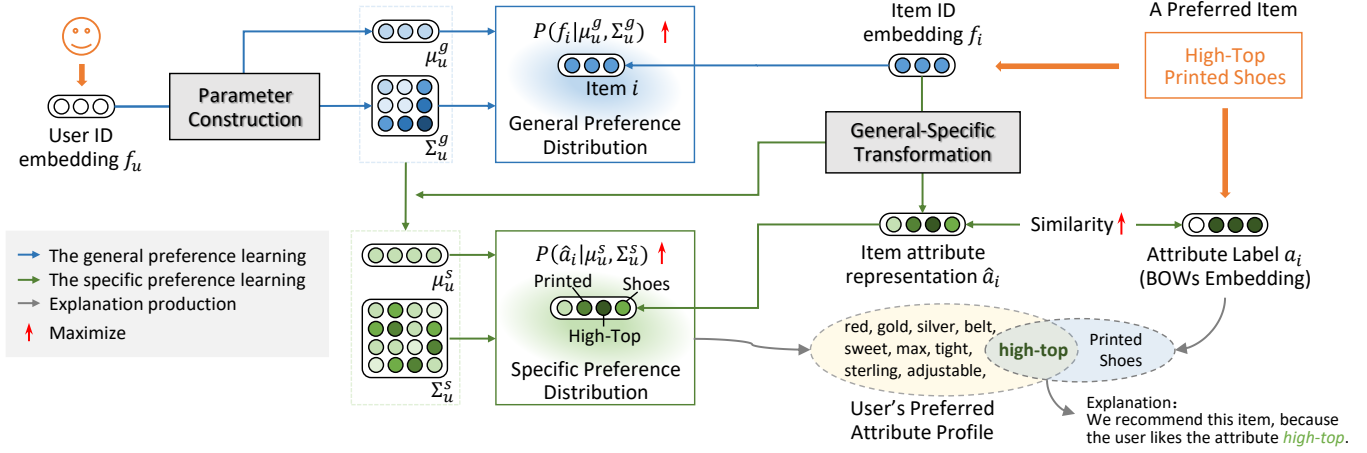 User ID
embedding f_u
Parameter
Construction
μ_u^g
Σ_u^g
P(f_i|μ_u^g, Σ_u^g)
Item i
General Preference
Distribution
Item ID
embedding f_i
A Preferred Item
High-Top
Printed Shoes
General-Specific
Transformation
The general preference learning
The specific preference learning
Explanation production
Maximize
μ_u^s
Σ_u^s
P(â_i|μ_u^s, Σ_u^s)
Printed
Shoes
High-Top
Specific Preference
Distribution
Item attribute
representation â_i
Similarity
Attribute Label a_i
(BOWs Embedding)
red, gold, silver, belt,
sweet, max, tight,
sterling, adjustable,
high-top
Printed
Shoes
User's Preferred
Attribute Profile
Explanation:
We recommend this item, because
the user likes the attribute high-top.